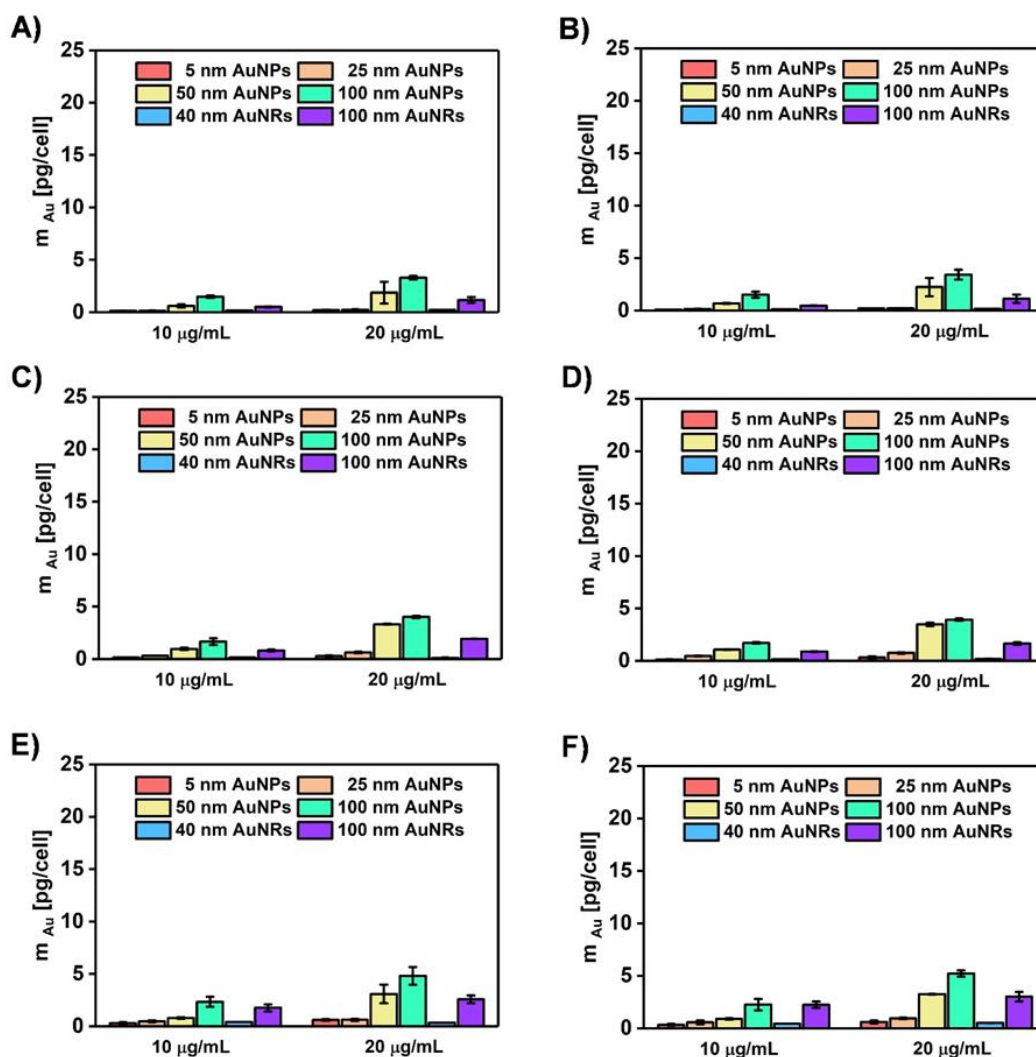 A)
25
20
15
10
5
0
m Au [pg/cell]
5 nm AuNPs 25 nm AuNPs
50 nm AuNPs 100 nm AuNPs
40 nm AuNRs 100 nm AuNRs
10 μg/mL 20 μg/mL
B)
25
20
15
10
5
0
m Au [pg/cell]
5 nm AuNPs 25 nm AuNPs
50 nm AuNPs 100 nm AuNPs
40 nm AuNRs 100 nm AuNRs
10 μg/mL 20 μg/mL
C)
25
20
15
10
5
0
m Au [pg/cell]
5 nm AuNPs 25 nm AuNPs
50 nm AuNPs 100 nm AuNPs
40 nm AuNRs 100 nm AuNRs
10 μg/mL 20 μg/mL
D)
25
20
15
10
5
0
m Au [pg/cell]
5 nm AuNPs 25 nm AuNPs
50 nm AuNPs 100 nm AuNPs
40 nm AuNRs 100 nm AuNRs
10 μg/mL 20 μg/mL
E)
25
20
15
10
5
0
m Au [pg/cell]
5 nm AuNPs 25 nm AuNPs
50 nm AuNPs 100 nm AuNPs
40 nm AuNRs 100 nm AuNRs
10 μg/mL 20 μg/mL
F)
25
20
15
10
5
0
m Au [pg/cell]
5 nm AuNPs 25 nm AuNPs
50 nm AuNPs 100 nm AuNPs
40 nm AuNRs 100 nm AuNRs
10 μg/mL 20 μg/mL